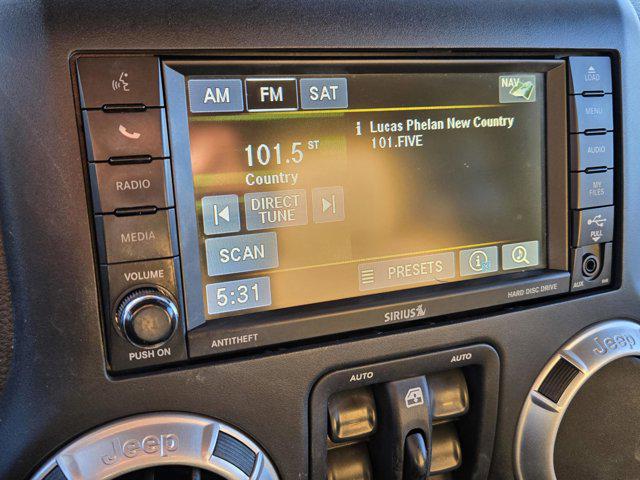 AM FM SAT NAV
101.5 ST
Country
i Lucas Phelan New Country
101.FIVE
DIRECT
TUNE
SCAN
PRESETS
5:31
RADIO
MEDIA
VOLUME
PUSH ON
ANTITHEFT
SIRIUS
HARD DISC DRIVE
LOAD
MENU
AUDIO
MY
FILES
PULL
AUX
AUTO
AUTO
Jeep
Jeep